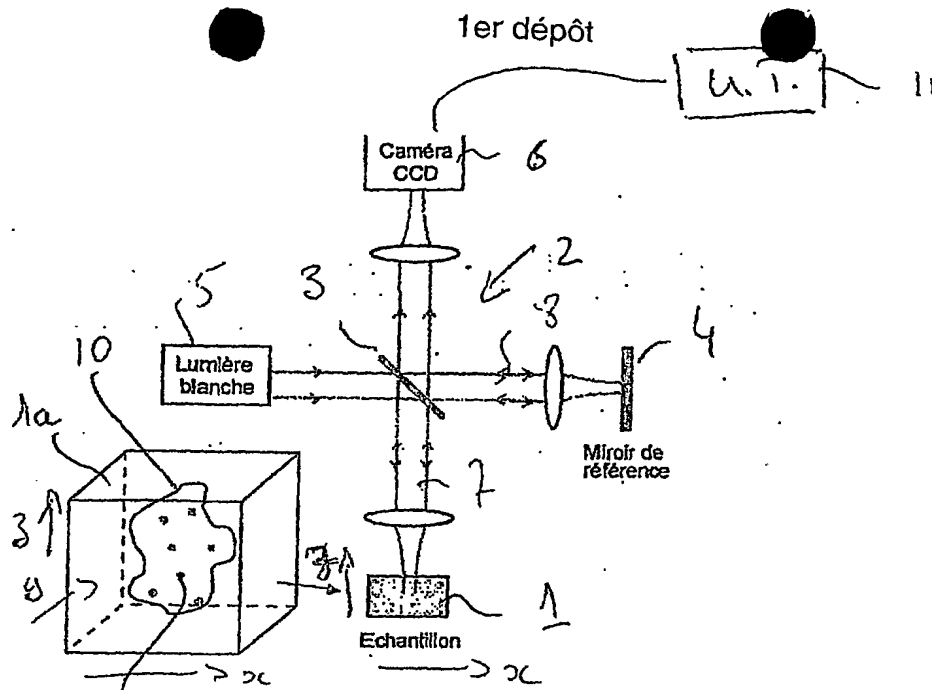 1er dépôt
U. T.
11
Caméra
CCD
6
2
3
5
3
4
10
Lumière
blanche
1a
Miroir de
référence
7
3
y
z
1
Echantillon
x
x